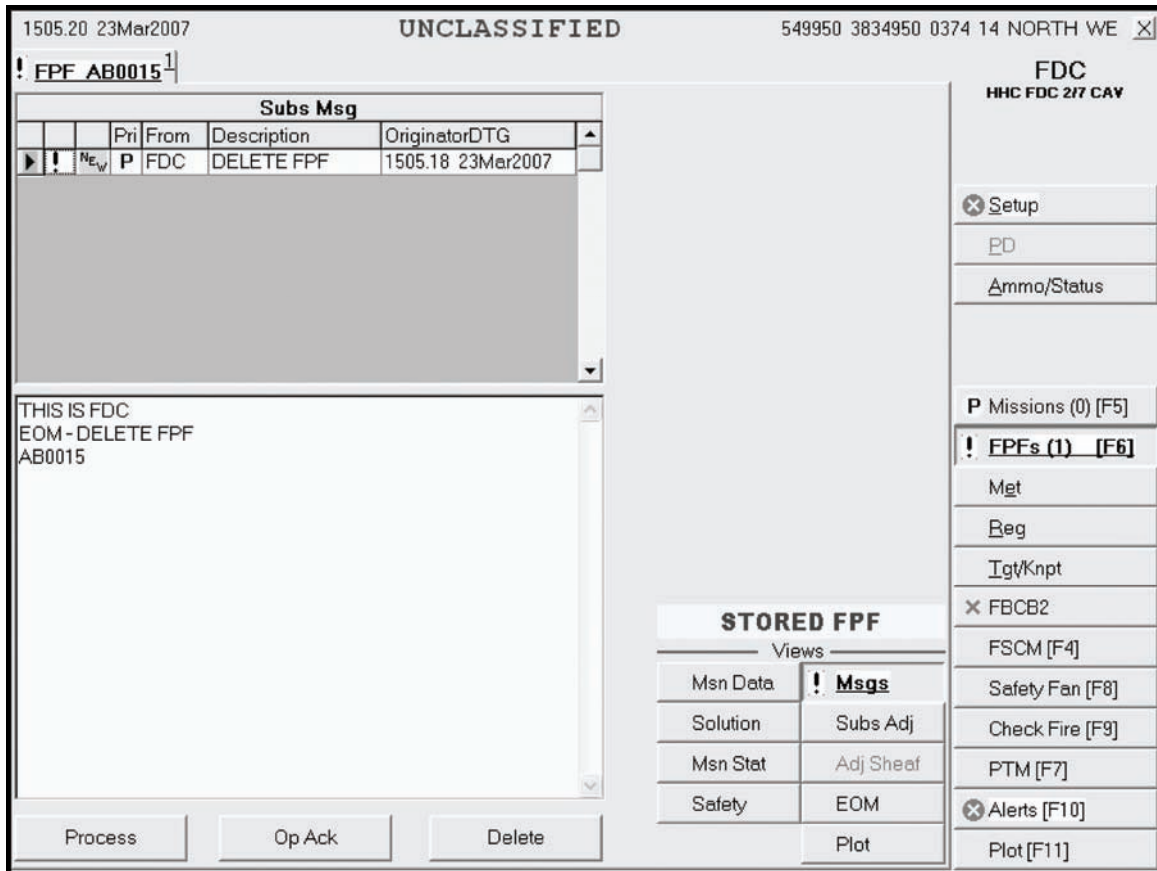 1505.20 23Mar2007 UNCLASSIFIED 549950 3834950 0374 14 NORTH WE X
! FPF AB0015 1
FDC
HHC FDC 2/7 CAV
Subs Msg
Pri From Description OriginatorDTG
! NEW P FDC DELETE FPF 1505.18 23Mar2007
THIS IS FDC
EOM - DELETE FPF
AB0015
Process Op Ack Delete
STORED FPF
Views
Msn Data ! Msgs
Solution Subs Adj
Msn Stat Adj Sheaf
Safety EOM
Plot
Setup
PD
Ammo/Status
P Missions (0) [F5]
! FPFs (1) [F6]
Met
Reg
Tgt/Knpt
FBCB2
FSCM [F4]
Safety Fan [F8]
Check Fire [F9]
PTM [F7]
Alerts [F10]
Plot [F11]